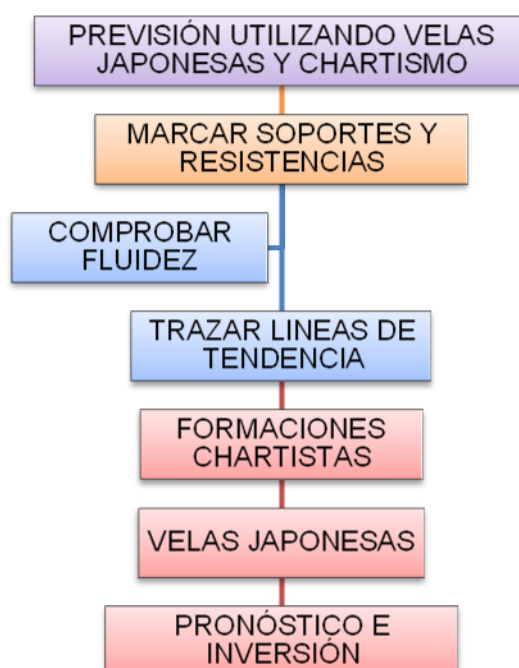 PREVISIÓN UTILIZANDO VELAS
JAPONESAS Y CHARTISMO
MARCAR SOPORTES Y
RESISTENCIAS
COMPROBAR
FLUIDEZ
TRAZAR LINEAS DE
TENDENCIA
FORMACIONES
CHARTISTAS
VELAS JAPONESAS
PRONÓSTICO E
INVERSIÓN